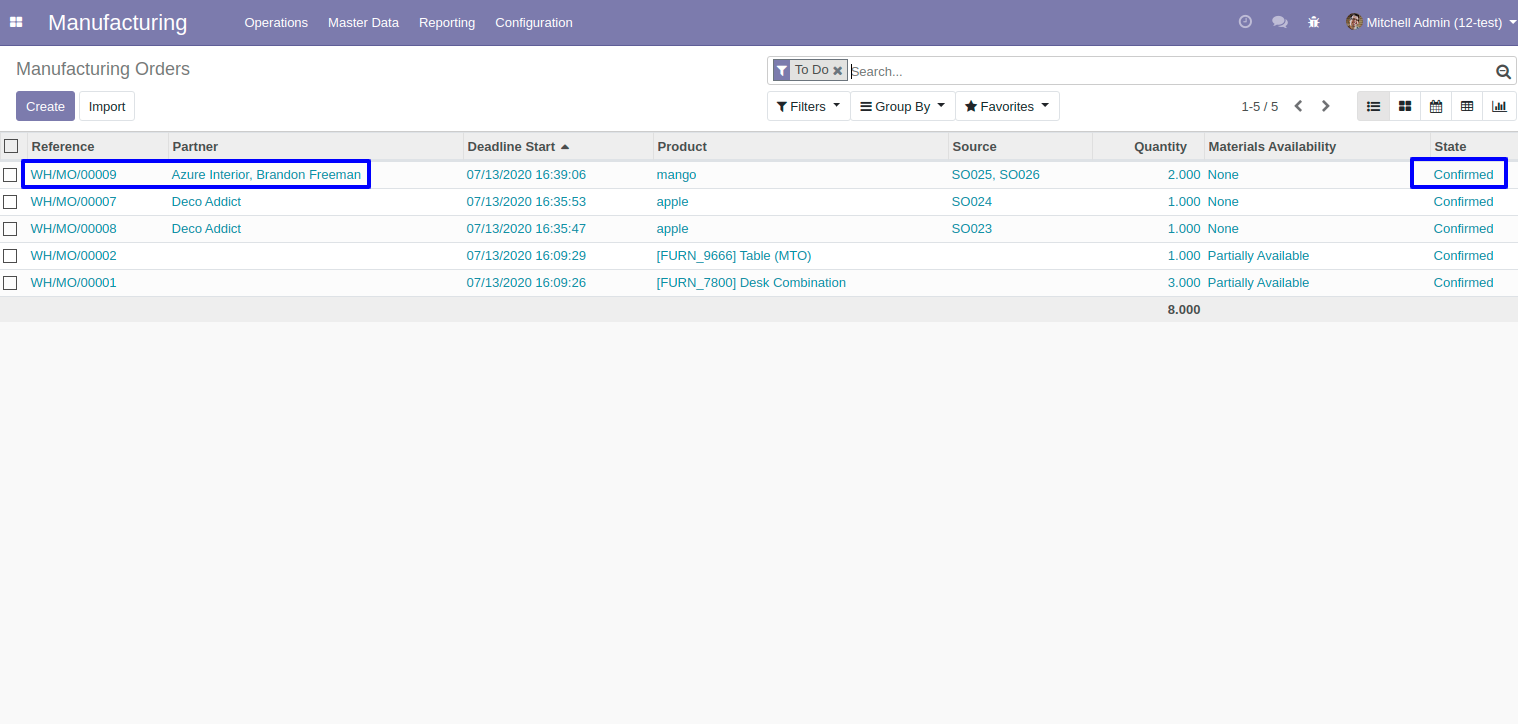 Manufacturing Operations Master Data Reporting Configuration Mitchell Admin (12-test)
Manufacturing Orders To Do Search...
Create Import Filters Group By Favorites 1-5 / 5
Reference Partner Deadline Start Product Source Quantity Materials Availability State
WH/MO/00009 Azure Interior, Brandon Freeman 07/13/2020 16:39:06 mango SO025, SO026 2.000 None Confirmed
WH/MO/00007 Deco Addict 07/13/2020 16:35:53 apple SO024 1.000 None Confirmed
WH/MO/00008 Deco Addict 07/13/2020 16:35:47 apple SO023 1.000 None Confirmed
WH/MO/00002 07/13/2020 16:09:29 [FURN_9666] Table (MTO) 1.000 Partially Available Confirmed
WH/MO/00001 07/13/2020 16:09:26 [FURN_7800] Desk Combination 3.000 Partially Available Confirmed
8.000